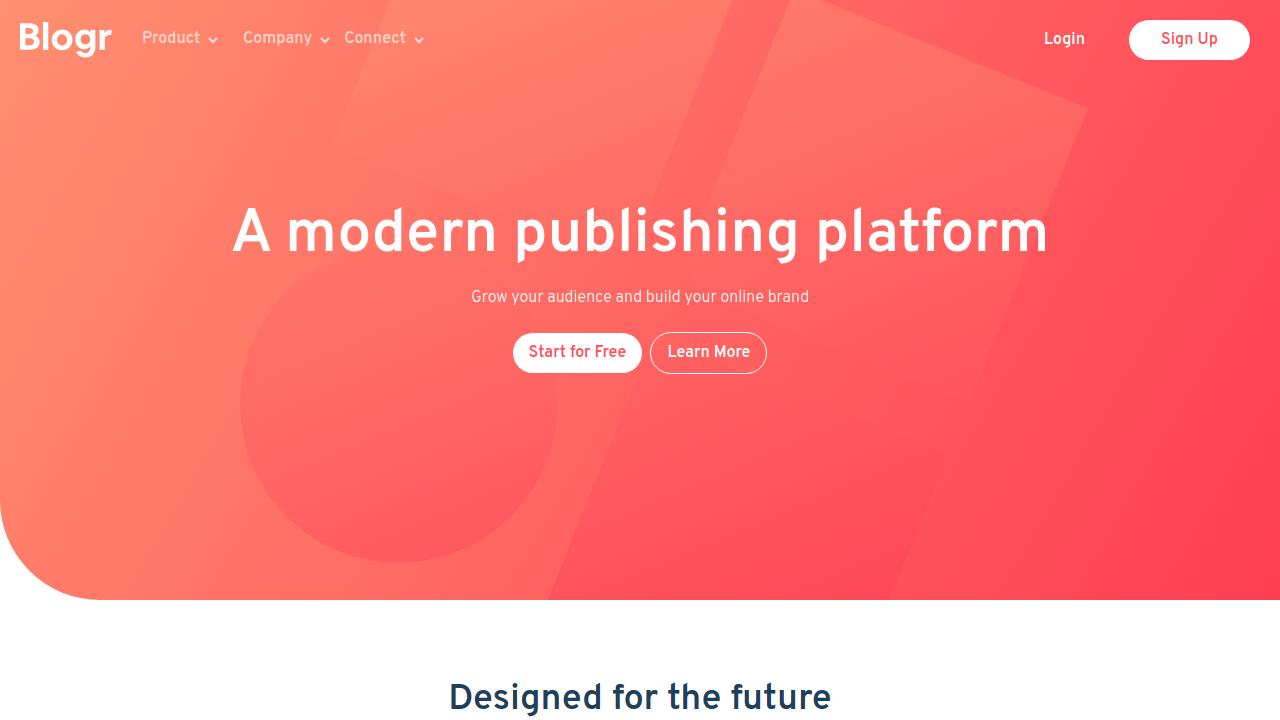 Blogr Product Company Connect Login Sign Up
A modern publishing platform
Grow your audience and build your online brand
Start for Free Learn More
Designed for the future